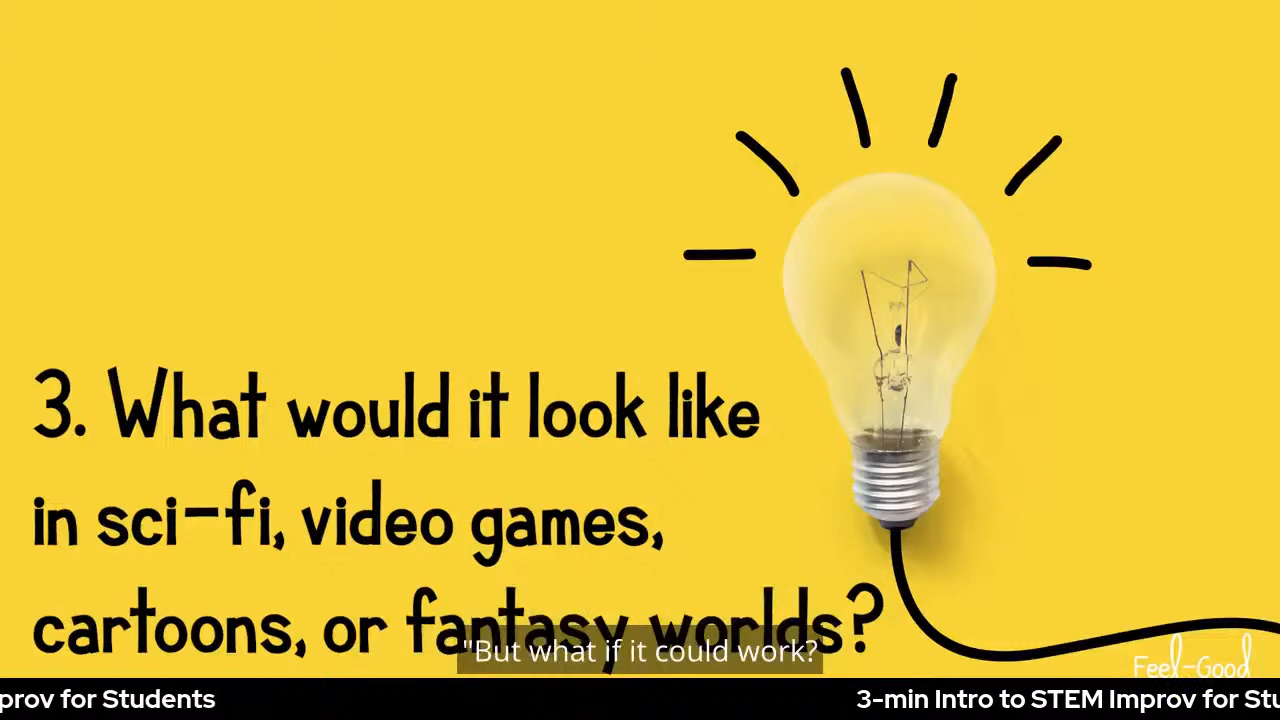 3. What would it look like
in sci-fi, video games,
cartoons, or fantasy worlds?
"But what if it could work?
Feel-Good
prov for Students
3-min Intro to STEM Improv for Stu